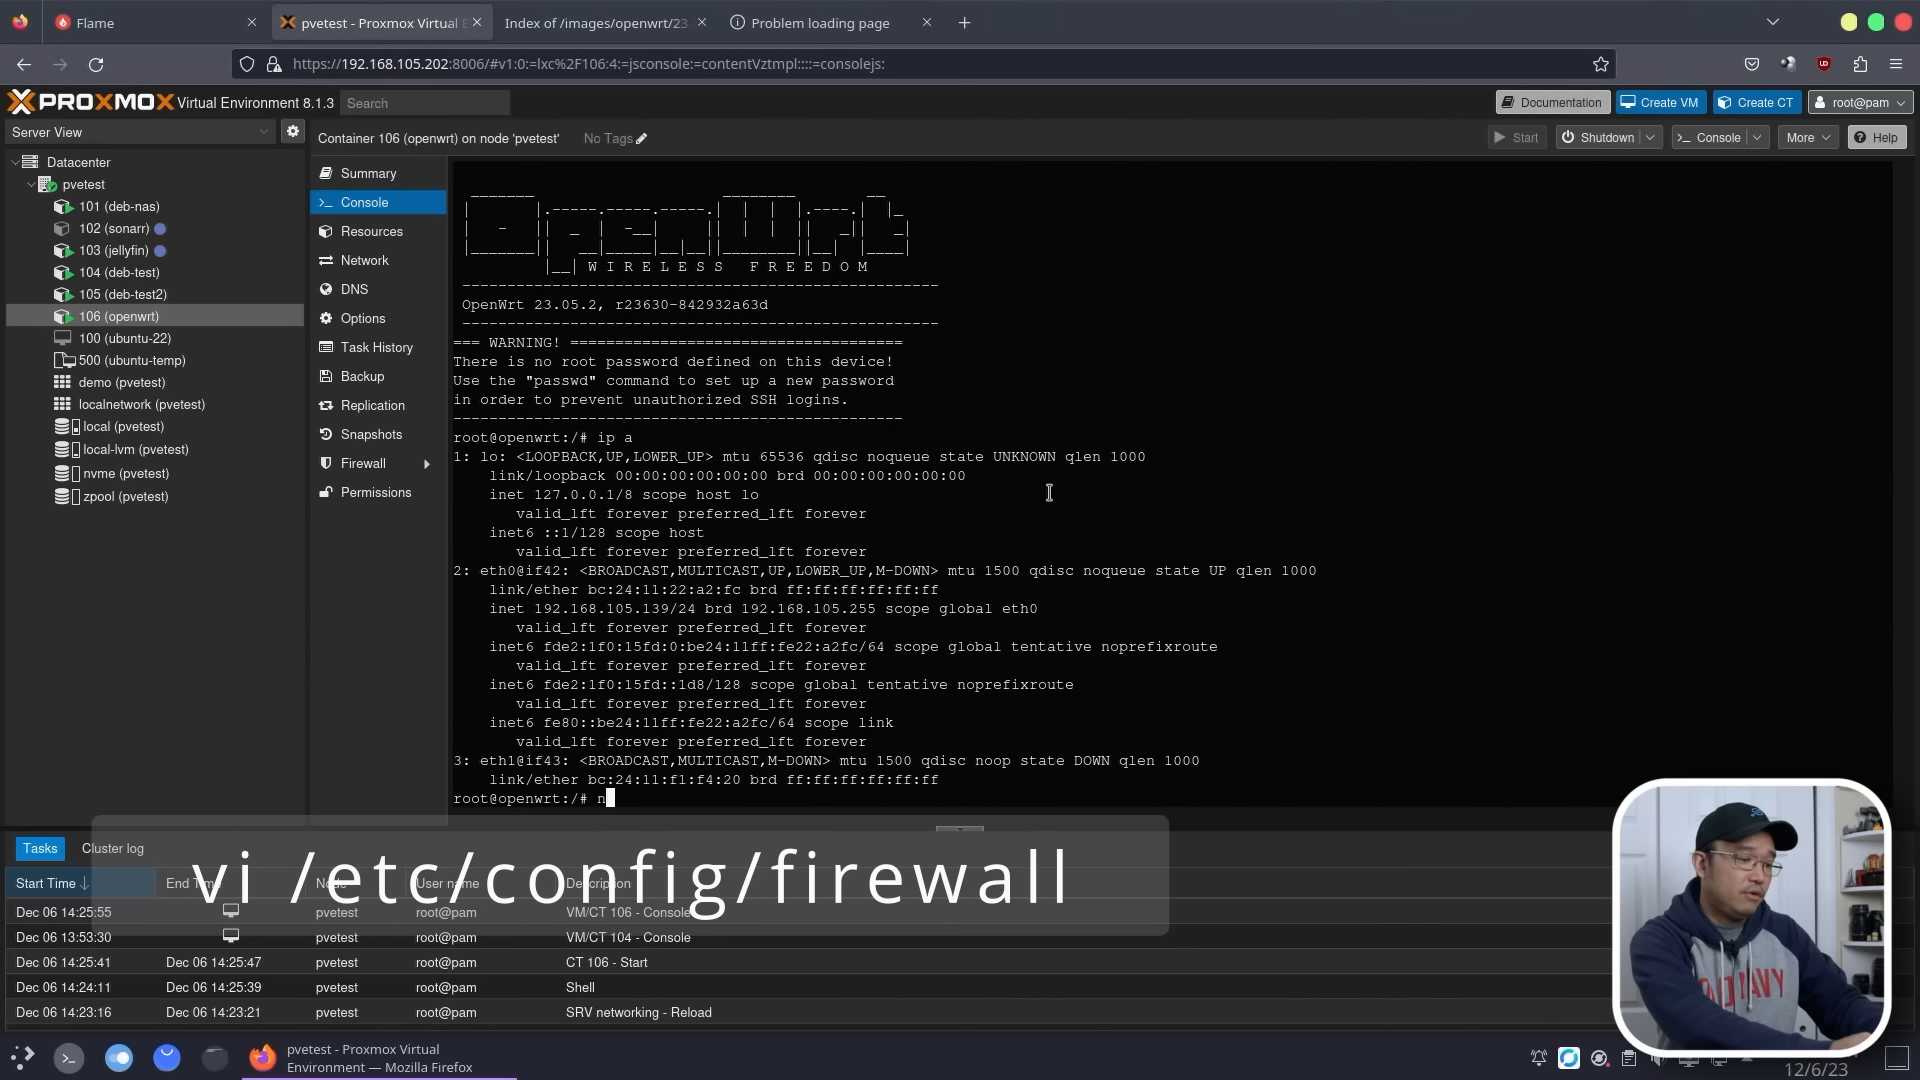 Flame
pvetest - Proxmox Virtual E
Index of /images/openwrt/23
Problem loading page
https://192.168.105.202:8006/#v1:0:=lxc%2F106:4:=jsconsole:=contentVztmpl::::=consolejs:
PROXMOX Virtual Environment 8.1.3
Search
Documentation
Create VM
Create CT
root@pam
Server View
Container 106 (openwrt) on node 'pvetest'
No Tags
Start
Shutdown
Console
More
Help
Datacenter
pvetest
101 (deb-nas)
102 (sonarr)
103 (jellyfin)
104 (deb-test)
105 (deb-test2)
106 (openwrt)
100 (ubuntu-22)
500 (ubuntu-temp)
demo (pvetest)
localnetwork (pvetest)
local (pvetest)
local-lvm (pvetest)
nvme (pvetest)
zpool (pvetest)
Summary
Console
Resources
Network
DNS
Options
Task History
Backup
Replication
Snapshots
Firewall
Permissions
OpenWrt
W I R E L E S S   F R E E D O M
-----------------------------------------------------
OpenWrt 23.05.2, r23630-842932a63d
-----------------------------------------------------
=== WARNING! =====================================
There is no root password defined on this device!
Use the "passwd" command to set up a new password
in order to prevent unauthorized SSH logins.
--------------------------------------------------
root@openwrt:/# ip a
1: lo: <LOOPBACK,UP,LOWER_UP> mtu 65536 qdisc noqueue state UNKNOWN qlen 1000
link/loopback 00:00:00:00:00:00 brd 00:00:00:00:00:00
inet 127.0.0.1/8 scope host lo
valid_lft forever preferred_lft forever
inet6 ::1/128 scope host
valid_lft forever preferred_lft forever
2: eth0@if42: <BROADCAST,MULTICAST,UP,LOWER_UP,M-DOWN> mtu 1500 qdisc noqueue state UP qlen 1000
link/ether bc:24:11:22:a2:fc brd ff:ff:ff:ff:ff:ff
inet 192.168.105.139/24 brd 192.168.105.255 scope global eth0
valid_lft forever preferred_lft forever
inet6 fde2:1f0:15fd:0:be24:11ff:fe22:a2fc/64 scope global tentative noprefixroute
valid_lft forever preferred_lft forever
inet6 fde2:1f0:15fd::1d8/128 scope global tentative noprefixroute
valid_lft forever preferred_lft forever
inet6 fe80::be24:11ff:fe22:a2fc/64 scope link
valid_lft forever preferred_lft forever
3: eth1@if43: <BROADCAST,MULTICAST,M-DOWN> mtu 1500 qdisc noop state DOWN qlen 1000
link/ether bc:24:11:f1:f4:20 brd ff:ff:ff:ff:ff:ff
root@openwrt:/# n
vi /etc/config/firewall
Tasks
Cluster log
Start Time
End Time
Node
User name
Description
Dec 06 14:25:55 pvetest root@pam VM/CT 106 - Console
Dec 06 13:53:30 pvetest root@pam VM/CT 104 - Console
Dec 06 14:25:41 Dec 06 14:25:47 pvetest root@pam CT 106 - Start
Dec 06 14:24:11 Dec 06 14:25:39 pvetest root@pam Shell
Dec 06 14:23:16 Dec 06 14:23:21 pvetest root@pam SRV networking - Reload
pvetest - Proxmox Virtual
Environment — Mozilla Firefox
12/6/23